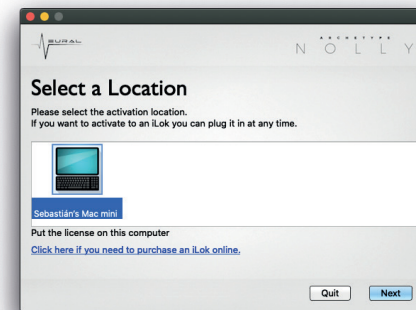 NEURAL
ARCHETYPE
NOLLY
Select a Location
Please select the activation location.
If you want to activate to an iLok you can plug it in at any time.
Sebastián's Mac mini
Put the license on this computer
Click here if you need to purchase an iLok online.
Quit Next